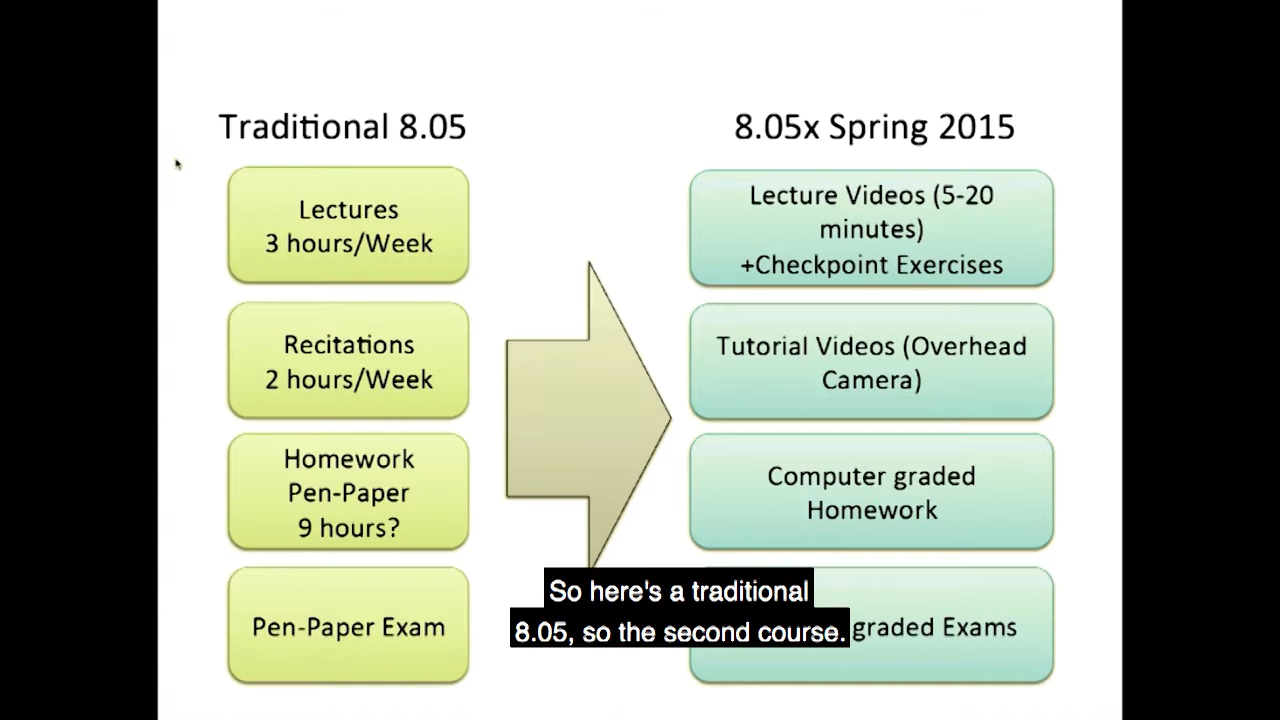 Traditional 8.05
Lectures
3 hours/Week
Recitations
2 hours/Week
Homework
Pen-Paper
9 hours?
Pen-Paper Exam
8.05x Spring 2015
Lecture Videos (5-20
minutes)
+Checkpoint Exercises
Tutorial Videos (Overhead
Camera)
Computer graded
Homework
graded Exams
So here's a traditional
8.05, so the second course.